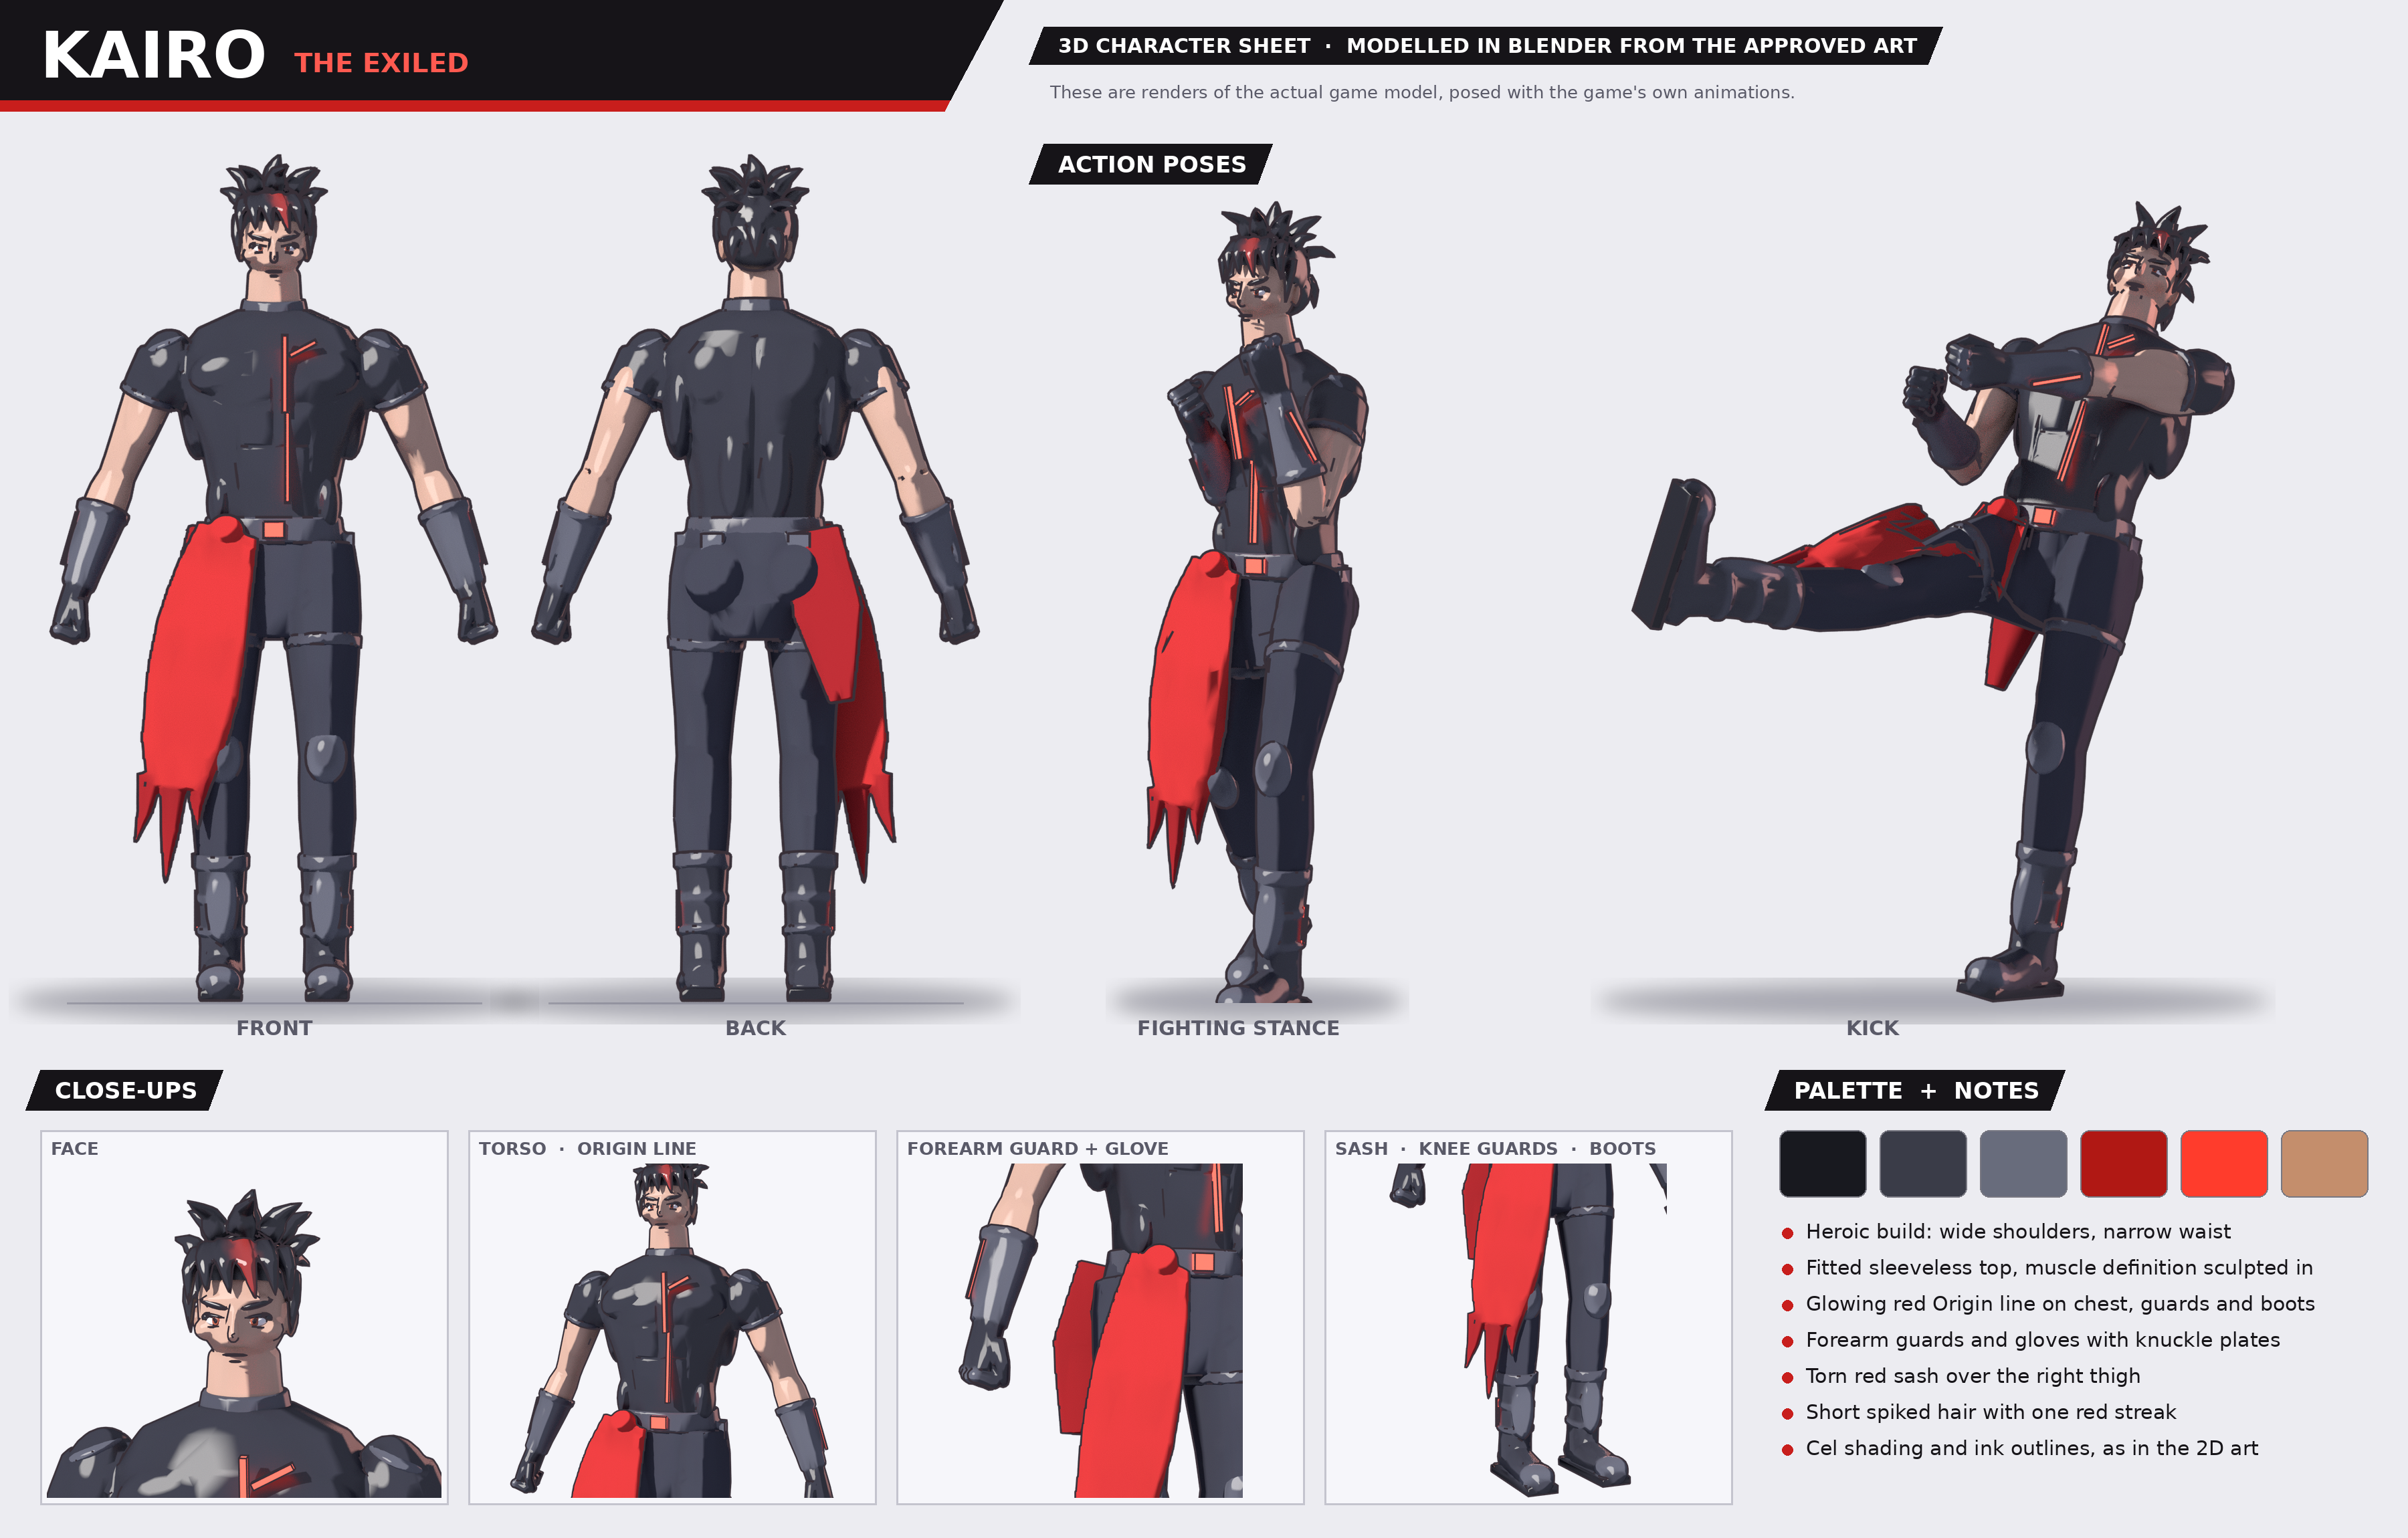 KAIRO THE EXILED
3D CHARACTER SHEET · MODELLED IN BLENDER FROM THE APPROVED ART
These are renders of the actual game model, posed with the game's own animations.
ACTION POSES
FRONT
BACK
FIGHTING STANCE
KICK
CLOSE-UPS
FACE
TORSO · ORIGIN LINE
FOREARM GUARD + GLOVE
SASH · KNEE GUARDS · BOOTS
PALETTE + NOTES
Heroic build: wide shoulders, narrow waist
Fitted sleeveless top, muscle definition sculpted in
Glowing red Origin line on chest, guards and boots
Forearm guards and gloves with knuckle plates
Torn red sash over the right thigh
Short spiked hair with one red streak
Cel shading and ink outlines, as in the 2D art